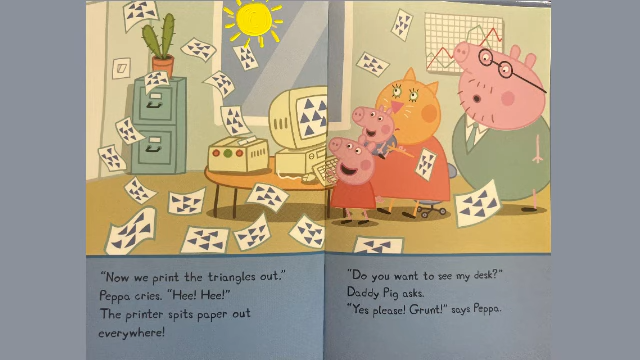 "Now we print the triangles out."
Peppa cries. "Hee! Hee!"
The printer spits paper out
everywhere!
"Do you want to see my desk?"
Daddy Pig asks.
"Yes please! Grunt!" says Peppa.